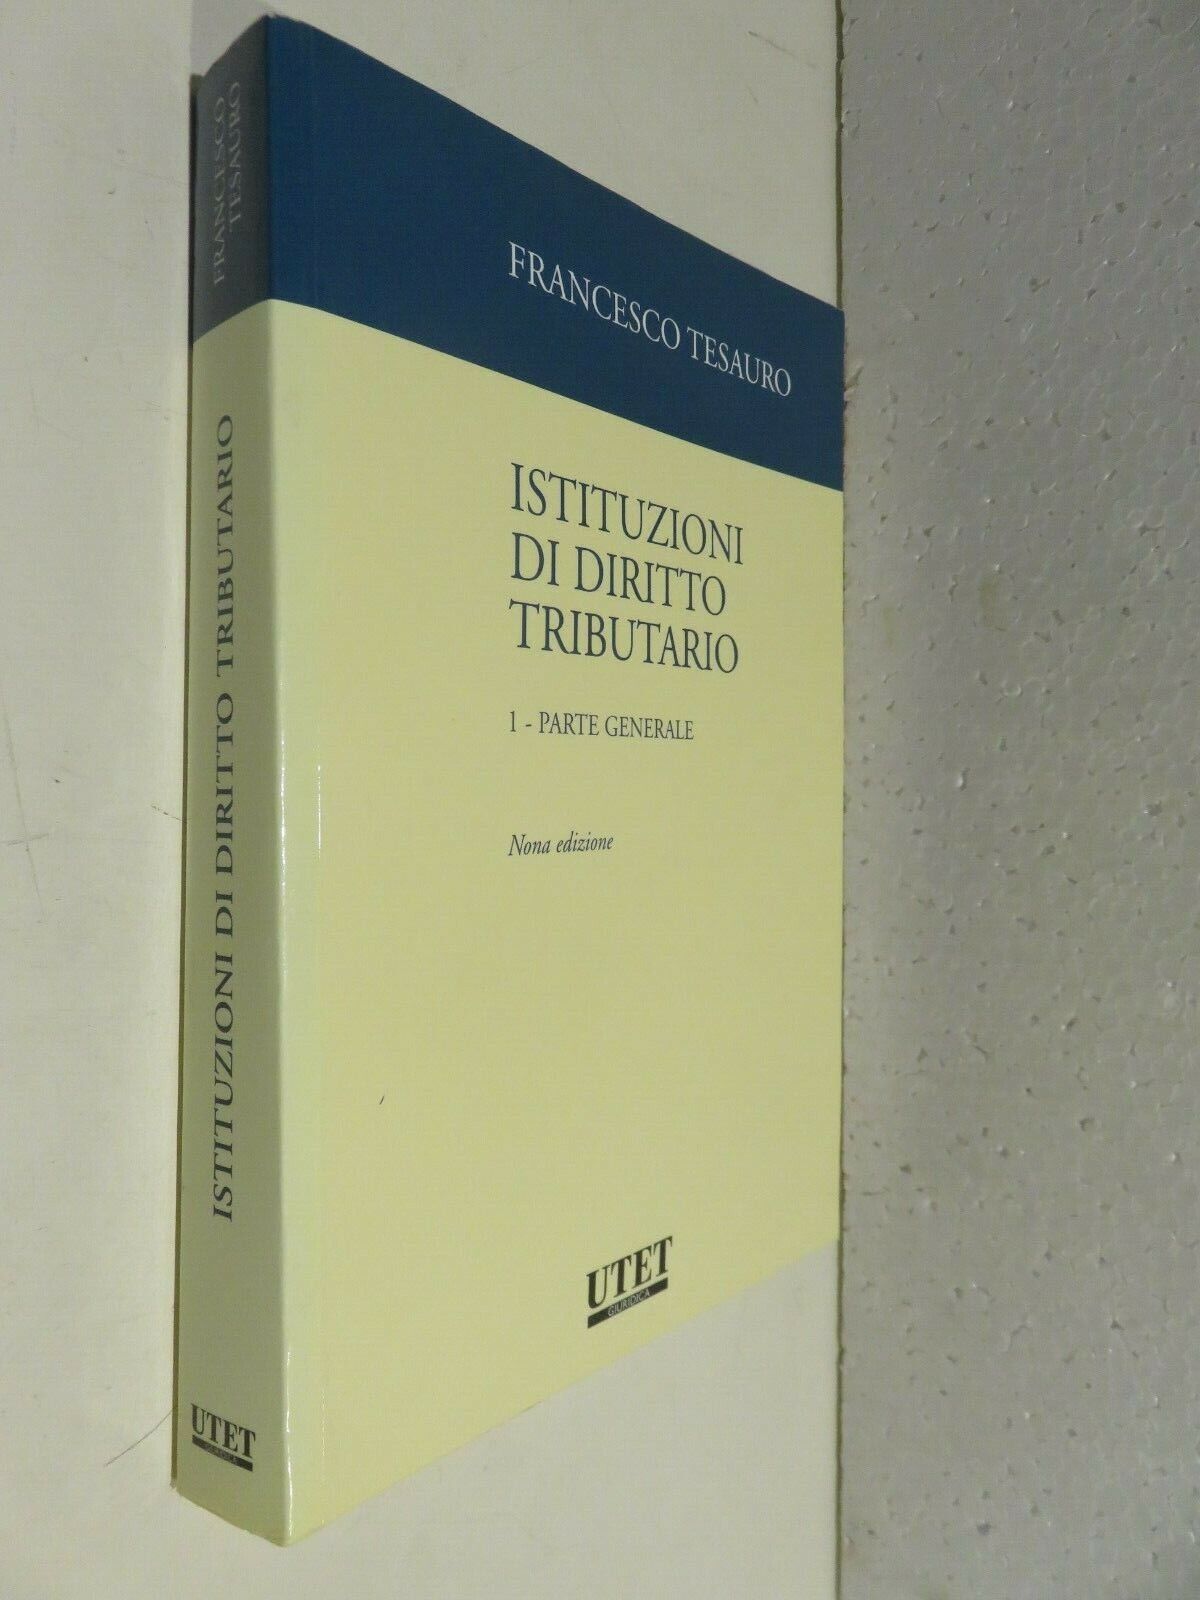 FRANCESCO
TESAURO
ISTITUZIONI DI DIRITTO TRIBUTARIO
UTET
GIURIDICA
FRANCESCO TESAURO
ISTITUZIONI
DI DIRITTO
TRIBUTARIO
1 - PARTE GENERALE
Nona edizione
UTET
GIURIDICA